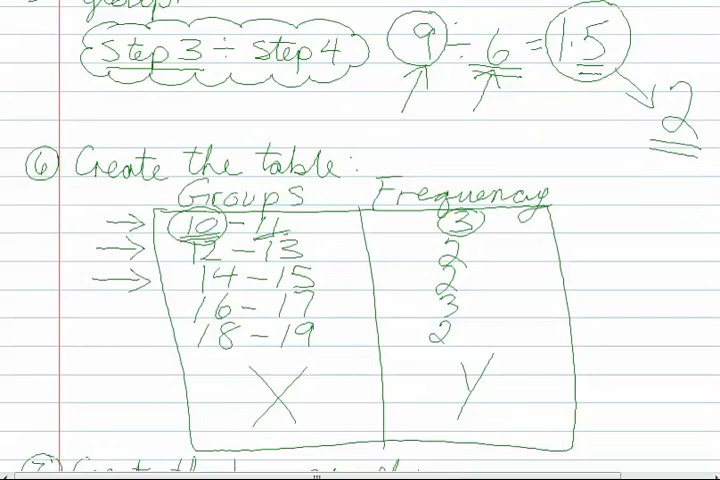 group.
Step 3 ÷ Step 4 9 ÷ 6 = 1.5
2
⑥ Create the table:
Groups Frequency
10 - 11 3
12 - 13 2
14 - 15 2
16 - 17 3
18 - 19 2
X Y